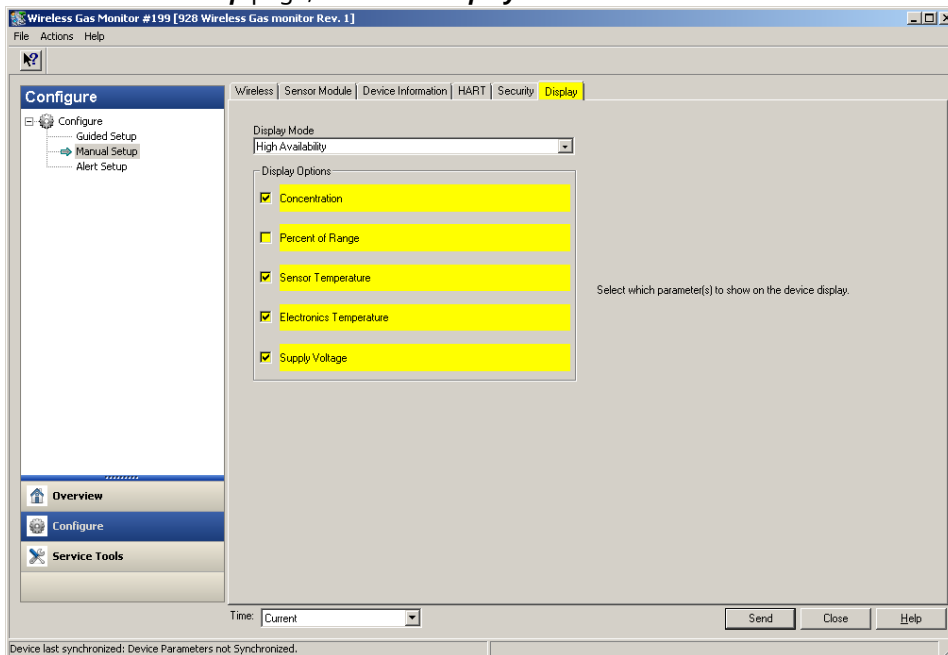 page,
Wireless Gas Monitor #199 [928 Wireless Gas monitor Rev. 1]
File Actions Help
Configure
Configure
Guided Setup
Manual Setup
Alert Setup
Overview
Configure
Service Tools
Wireless Sensor Module Device Information HART Security Display
Display Mode
High Availability
Display Options
Concentration
Percent of Range
Sensor Temperature
Electronics Temperature
Supply Voltage
Select which parameter(s) to show on the device display.
Time: Current
Send Close Help
Device last synchronized: Device Parameters not Synchronized.